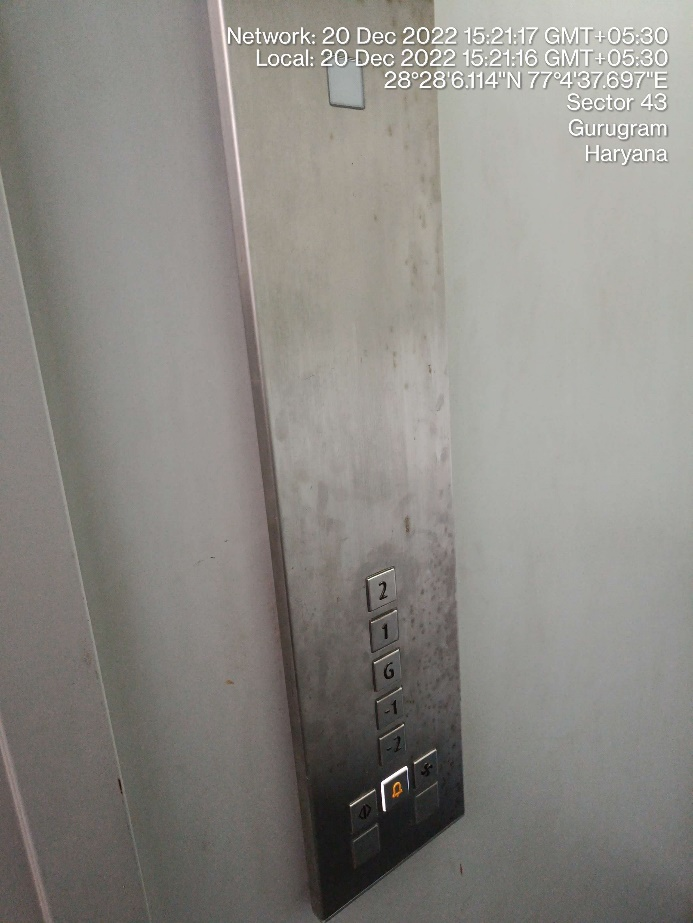 Network: 20 Dec 2022 15:21:17 GMT+05:30
Local: 20 Dec 2022 15:21:16 GMT+05:30
28°28'6.114"N 77°4'37.697"E
Sector 43
Gurugram
Haryana
2
1
G
-1
-2